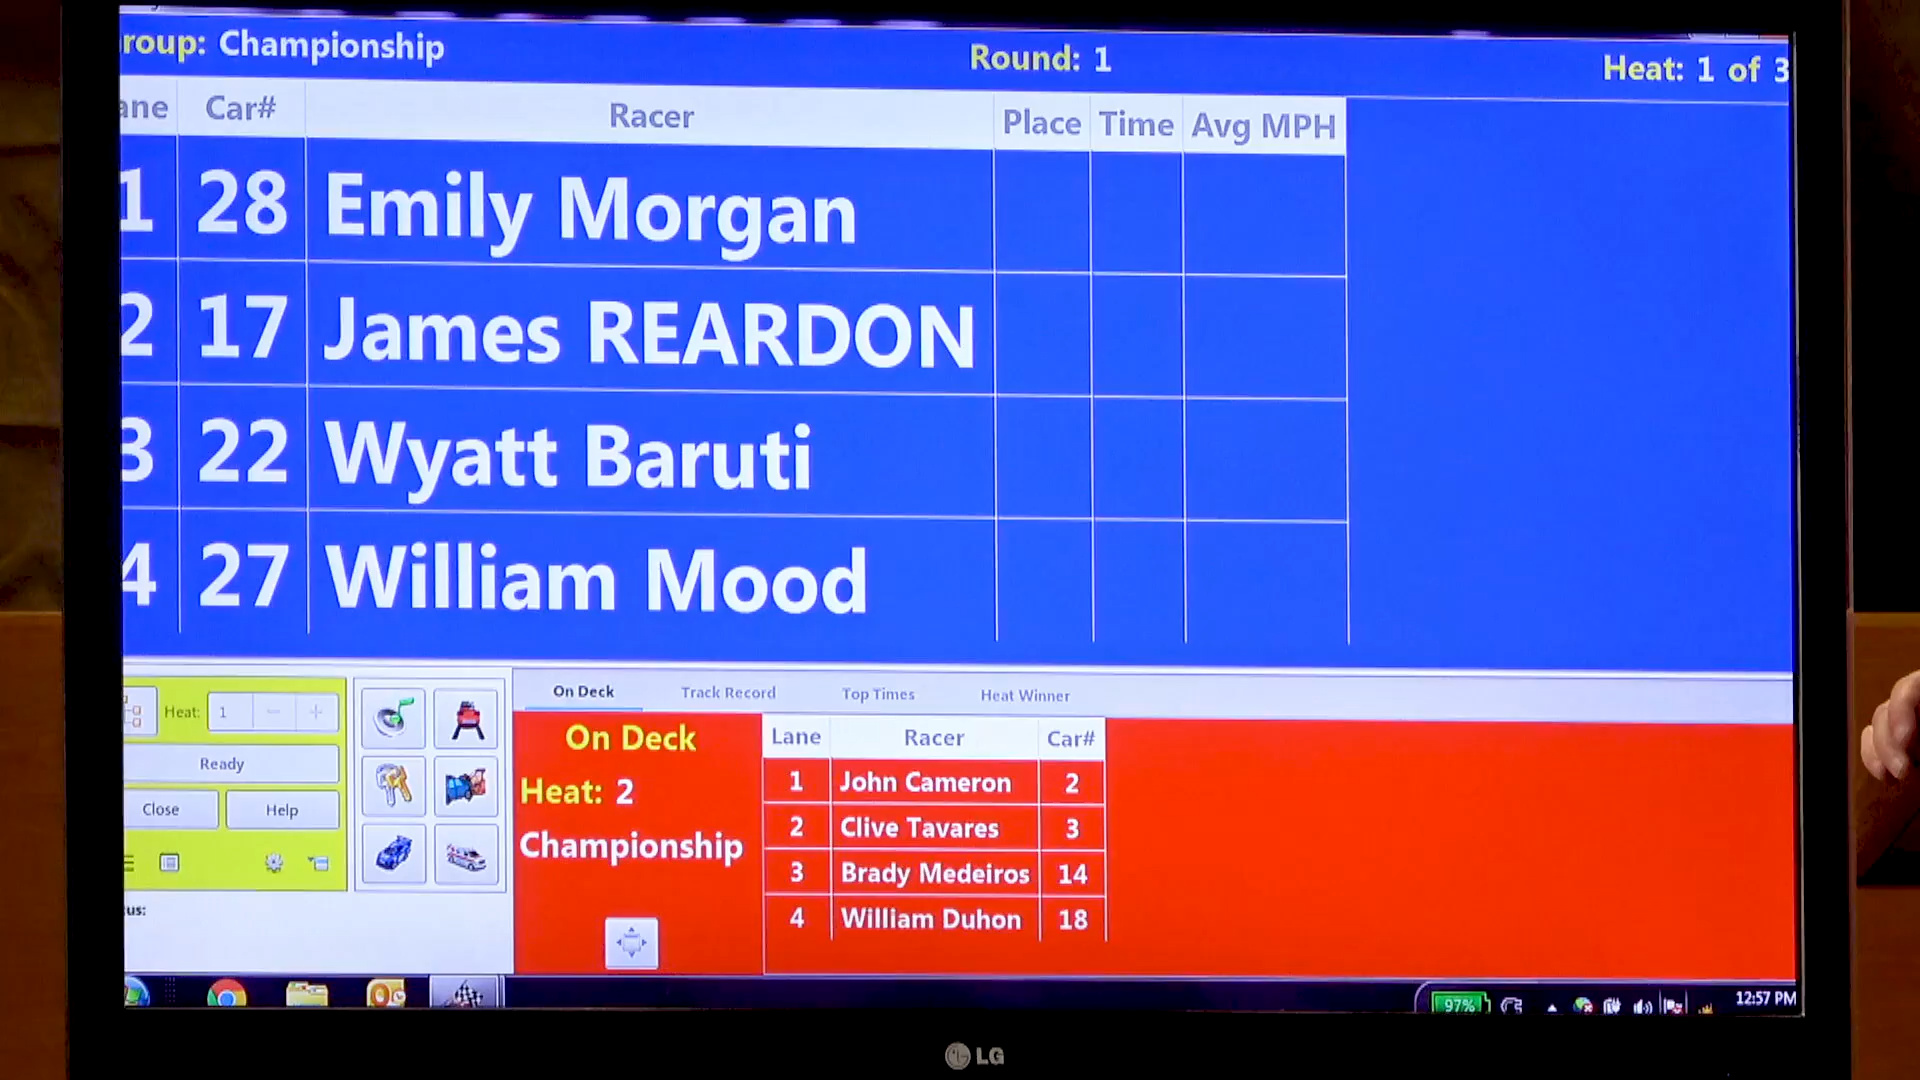 roup: Championship Round: 1 Heat: 1 of 3
ane Car# Racer Place Time Avg MPH
1 28 Emily Morgan
2 17 James REARDON
3 22 Wyatt Baruti
4 27 William Mood
On Deck Track Record Top Times Heat Winner
Heat: 1 - +
Ready
Close Help
us:
On Deck
Heat: 2
Championship
Lane Racer Car#
1 John Cameron 2
2 Clive Tavares 3
3 Brady Medeiros 14
4 William Duhon 18
97% 12:57 PM
LG